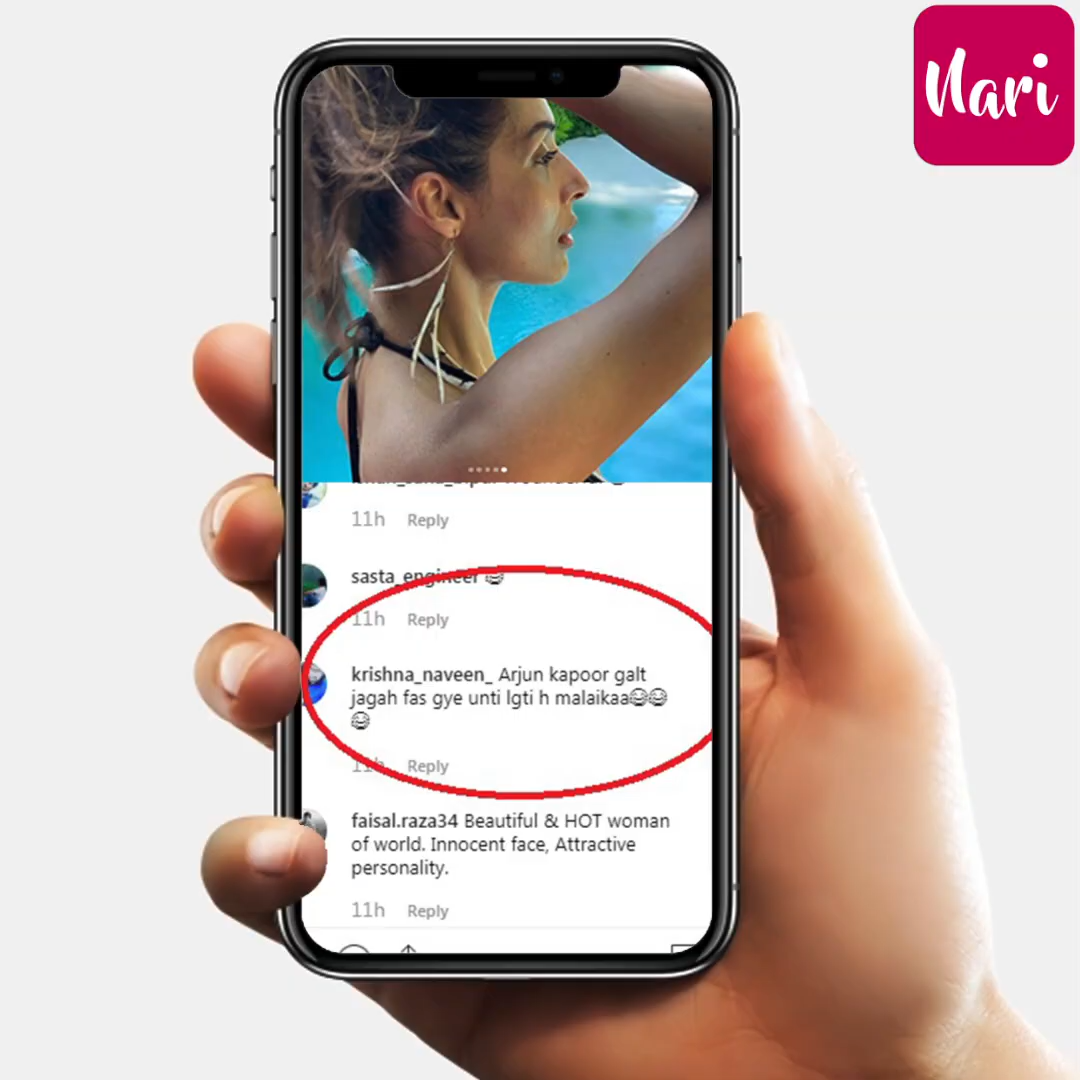 Nari
11h Reply
sasta_engineer 😂
11h Reply
krishna_naveen_ Arjun kapoor galt
jagah fas gye unti lgti h malaikaa😂😂
😂
11h Reply
faisal.raza34 Beautiful & HOT woman
of world. Innocent face, Attractive
personality.
11h Reply